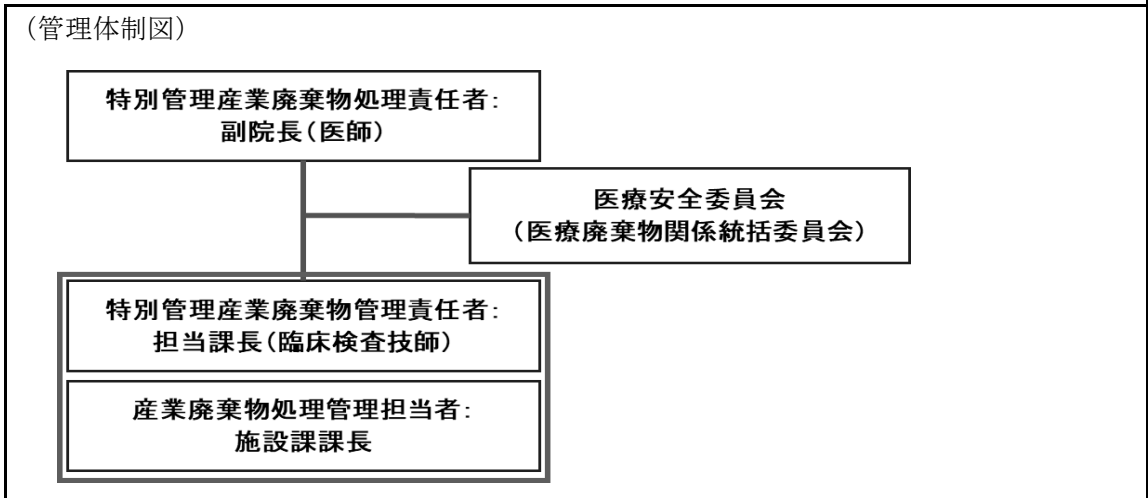 （管理体制図）
特別管理産業廃棄物処理責任者：
副院長（医師）
医療安全委員会
（医療廃棄物関係統括委員会）
特別管理産業廃棄物管理責任者：
担当課長（臨床検査技師）
産業廃棄物処理管理担当者：
施設課課長